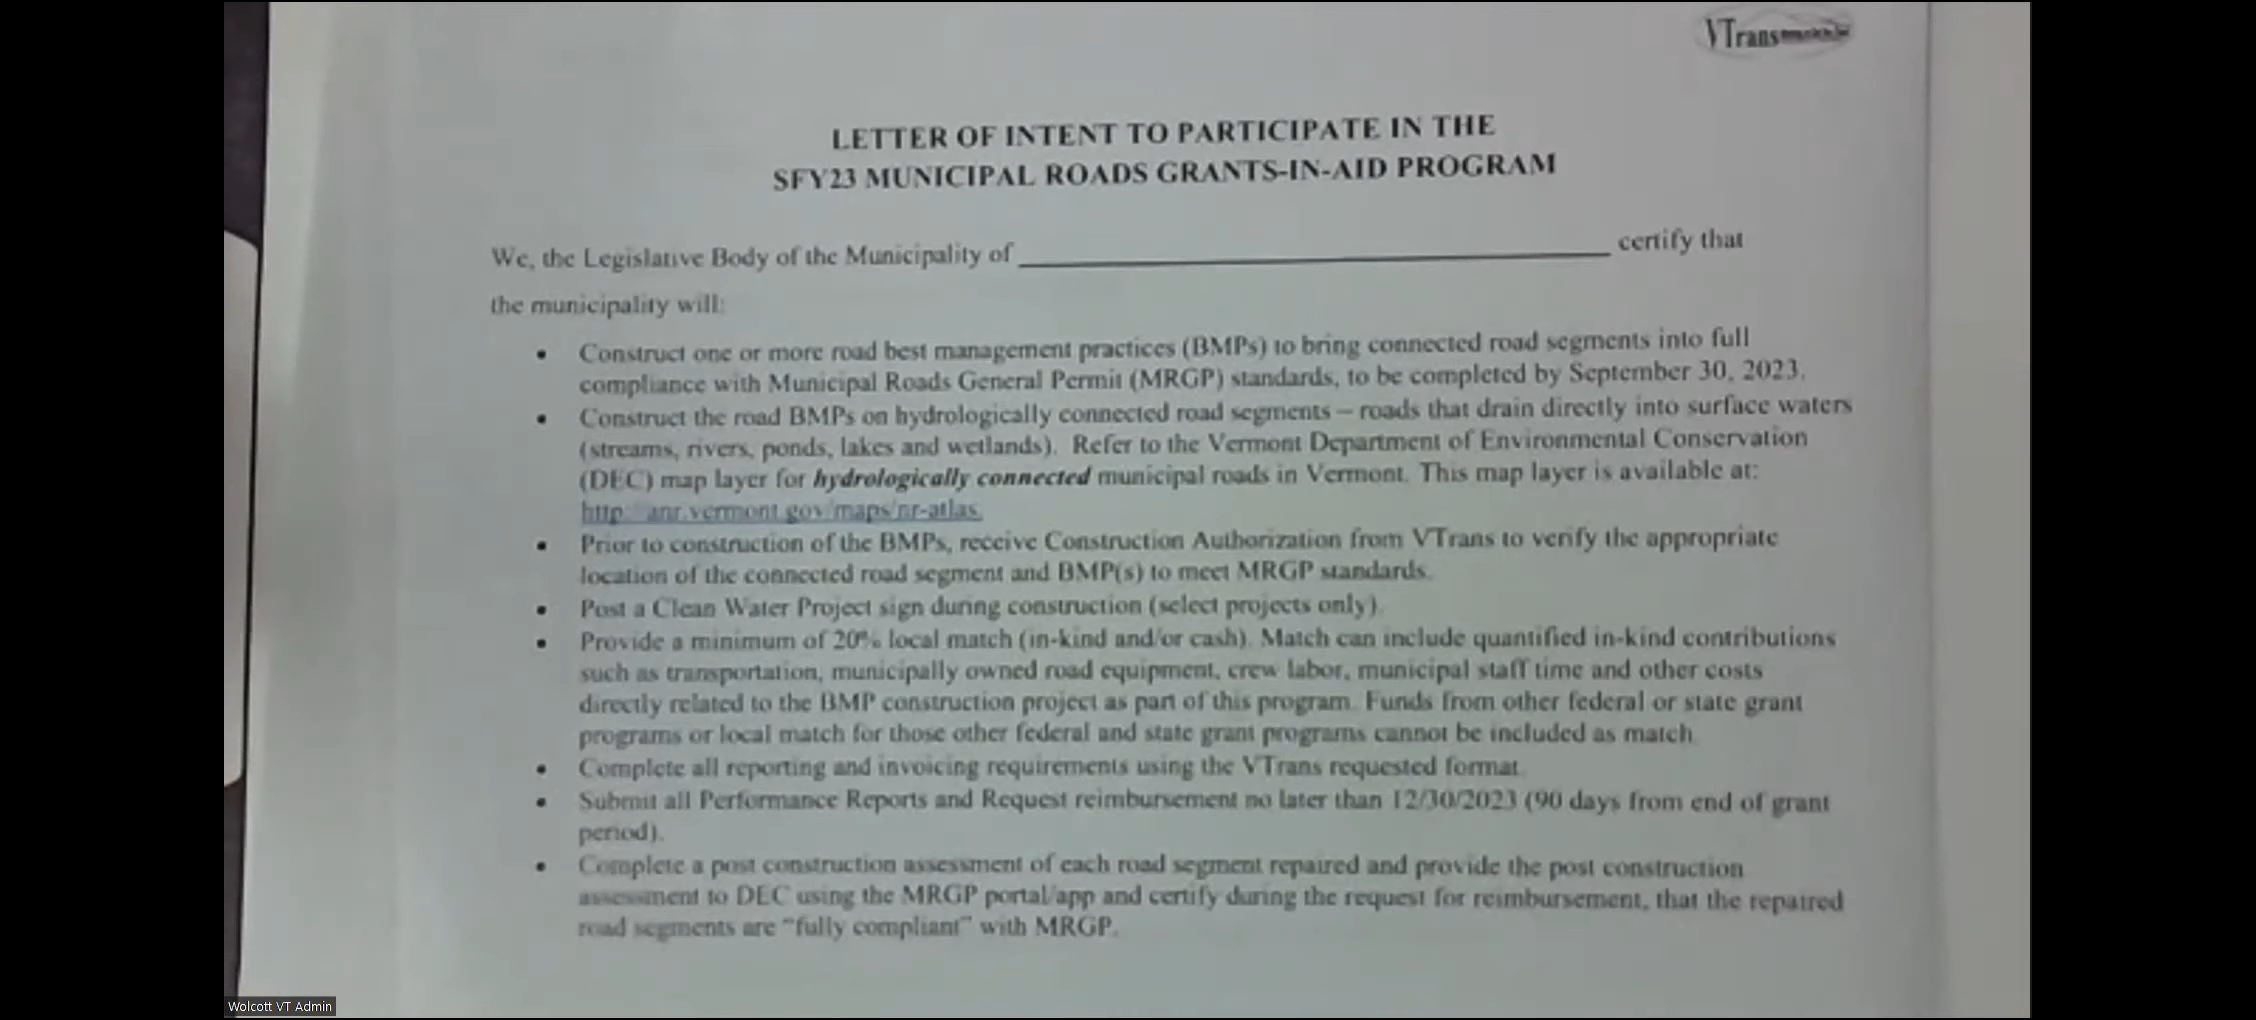 VTrans
LETTER OF INTENT TO PARTICIPATE IN THE
SFY23 MUNICIPAL ROADS GRANTS-IN-AID PROGRAM
We, the Legislative Body of the Municipality of ______ certify that
the municipality will:
• Construct one or more road best management practices (BMPs) to bring connected road segments into full
compliance with Municipal Roads General Permit (MRGP) standards, to be completed by September 30, 2023.
• Construct the road BMPs on hydrologically connected road segments – roads that drain directly into surface waters
(streams, rivers, ponds, lakes and wetlands). Refer to the Vermont Department of Environmental Conservation
(DEC) map layer for hydrologically connected municipal roads in Vermont. This map layer is available at:
http://anr.vermont.gov/maps/nr-atlas.
• Prior to construction of the BMPs, receive Construction Authorization from VTrans to verify the appropriate
location of the connected road segment and BMP(s) to meet MRGP standards.
• Post a Clean Water Project sign during construction (select projects only).
• Provide a minimum of 20% local match (in-kind and/or cash). Match can include quantified in-kind contributions
such as transportation, municipally owned road equipment, crew labor, municipal staff time and other costs
directly related to the BMP construction project as part of this program. Funds from other federal or state grant
programs or local match for those other federal and state grant programs cannot be included as match.
• Complete all reporting and invoicing requirements using the VTrans requested format.
• Submit all Performance Reports and Request reimbursement no later than 12/30/2023 (90 days from end of grant
period).
• Complete a post construction assessment of each road segment repaired and provide the post construction
assessment to DEC using the MRGP portal/app and certify during the request for reimbursement, that the repaired
road segments are "fully compliant" with MRGP.
Wolcott VT Admin